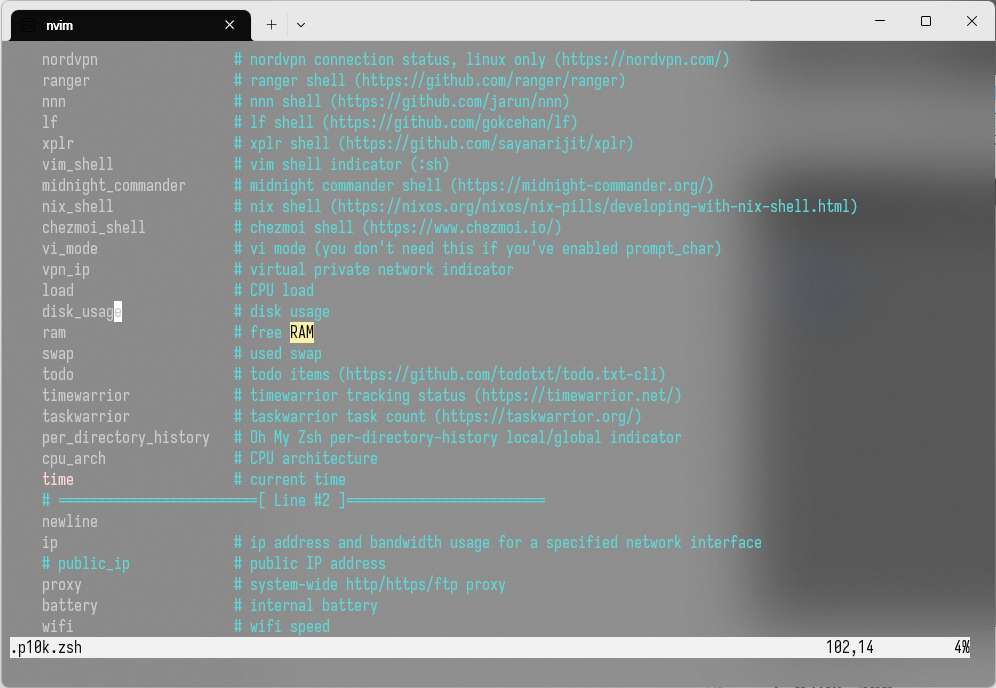 nvim
nordvpn # nordvpn connection status, linux only (https://nordvpn.com/)
ranger # ranger shell (https://github.com/ranger/ranger)
nnn # nnn shell (https://github.com/jarun/nnn)
lf # lf shell (https://github.com/gokcehan/lf)
xplr # xplr shell (https://github.com/sayanarijit/xplr)
vim_shell # vim shell indicator (:sh)
midnight_commander # midnight commander shell (https://midnight-commander.org/)
nix_shell # nix shell (https://nixos.org/nixos/nix-pills/developing-with-nix-shell.html)
chezmoi_shell # chezmoi shell (https://www.chezmoi.io/)
vi_mode # vi mode (you don't need this if you've enabled prompt_char)
vpn_ip # virtual private network indicator
load # CPU load
disk_usage # disk usage
ram # free RAM
swap # used swap
todo # todo items (https://github.com/todotxt/todo.txt-cli)
timewarrior # timewarrior tracking status (https://timewarrior.net/)
taskwarrior # taskwarrior task count (https://taskwarrior.org/)
per_directory_history # Oh My Zsh per-directory-history local/global indicator
cpu_arch # CPU architecture
time # current time
# =========================[ Line #2 ]=========================
newline
ip # ip address and bandwidth usage for a specified network interface
# public_ip # public IP address
proxy # system-wide http/https/ftp proxy
battery # internal battery
wifi # wifi speed
.p10k.zsh 102,14 4%